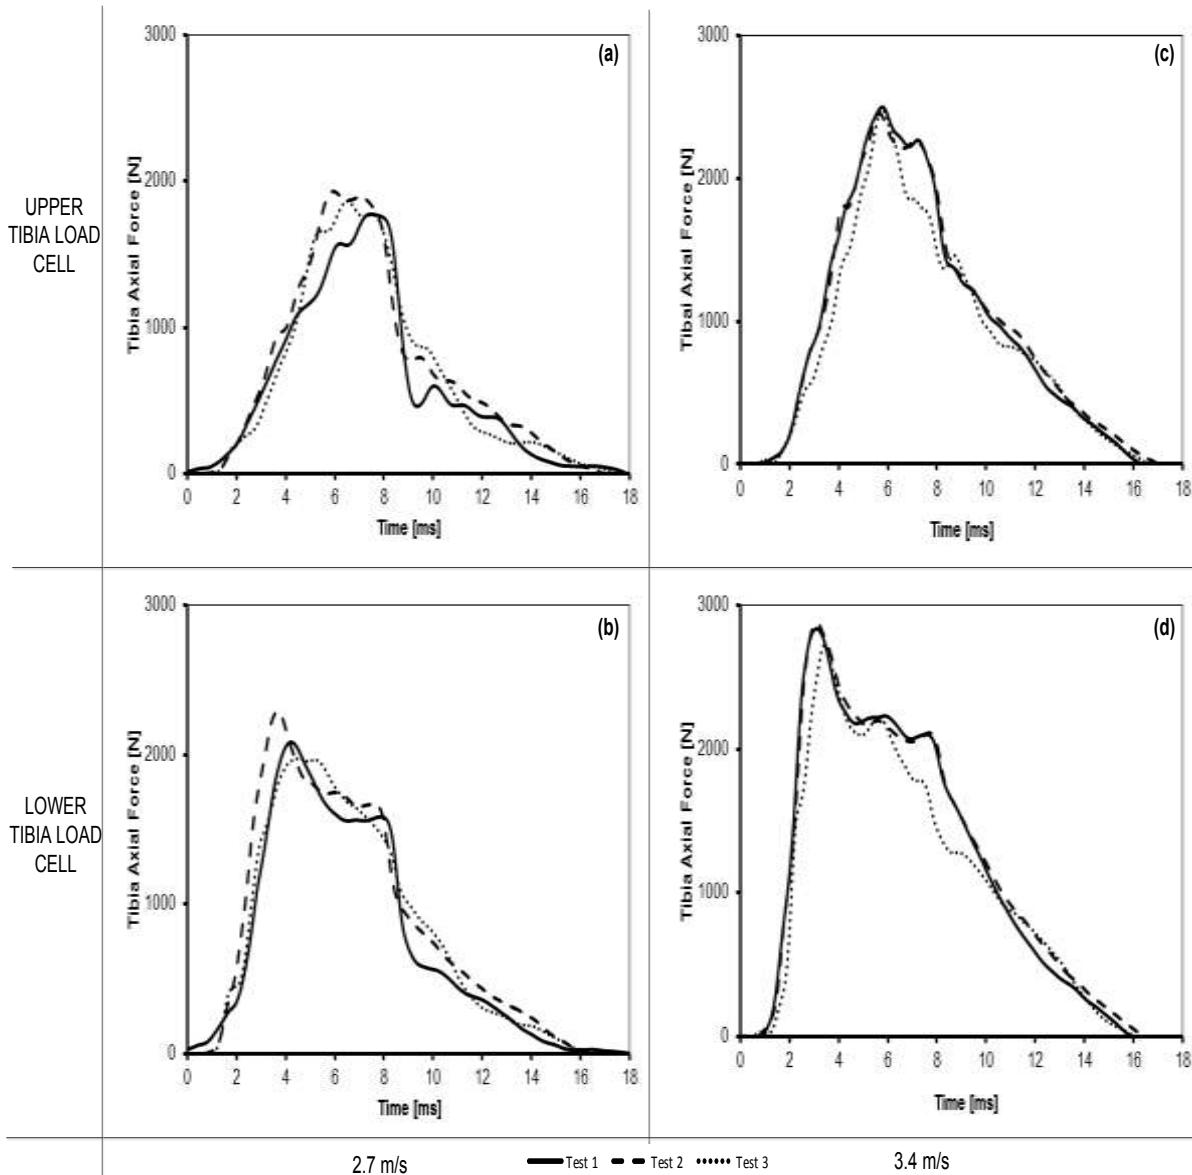 UPPER
TIBIA LOAD
CELL
3000
2000
1000
0
Tibia Axial Force [N]
(a)
0 2 4 6 8 10 12 14 16 18
Time [ms]
3000
2000
1000
0
Tibai Axial Force [N]
(c)
0 2 4 6 8 10 12 14 16 18
Time [ms]
LOWER
TIBIA LOAD
CELL
3000
2000
1000
0
Tibia Axial Force [N]
(b)
0 2 4 6 8 10 12 14 16 18
Time [ms]
3000
2000
1000
0
Tibia Axial Force [N]
(d)
0 2 4 6 8 10 12 14 16 18
Time [ms]
2.7 m/s
Test 1 Test 2 Test 3
3.4 m/s